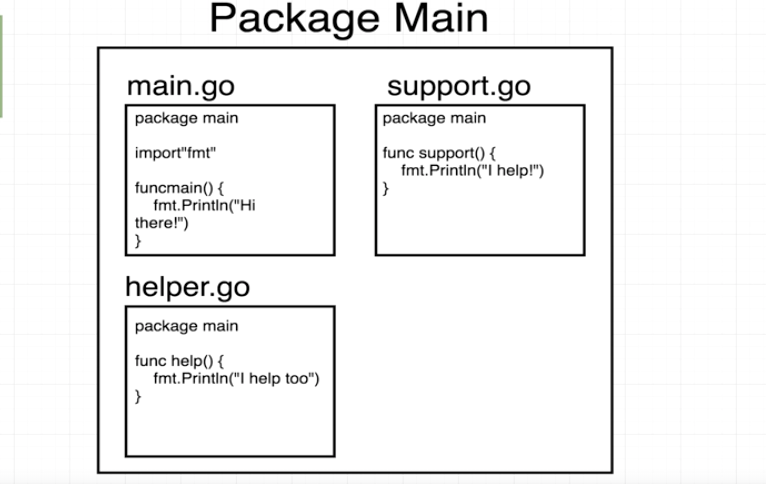 Package Main
main.go
package main
import"fmt"
funcmain() {
fmt.Println("Hi
there!")
}
support.go
package main
func support() {
fmt.Println("I help!")
}
helper.go
package main
func help() {
fmt.Println("I help too")
}